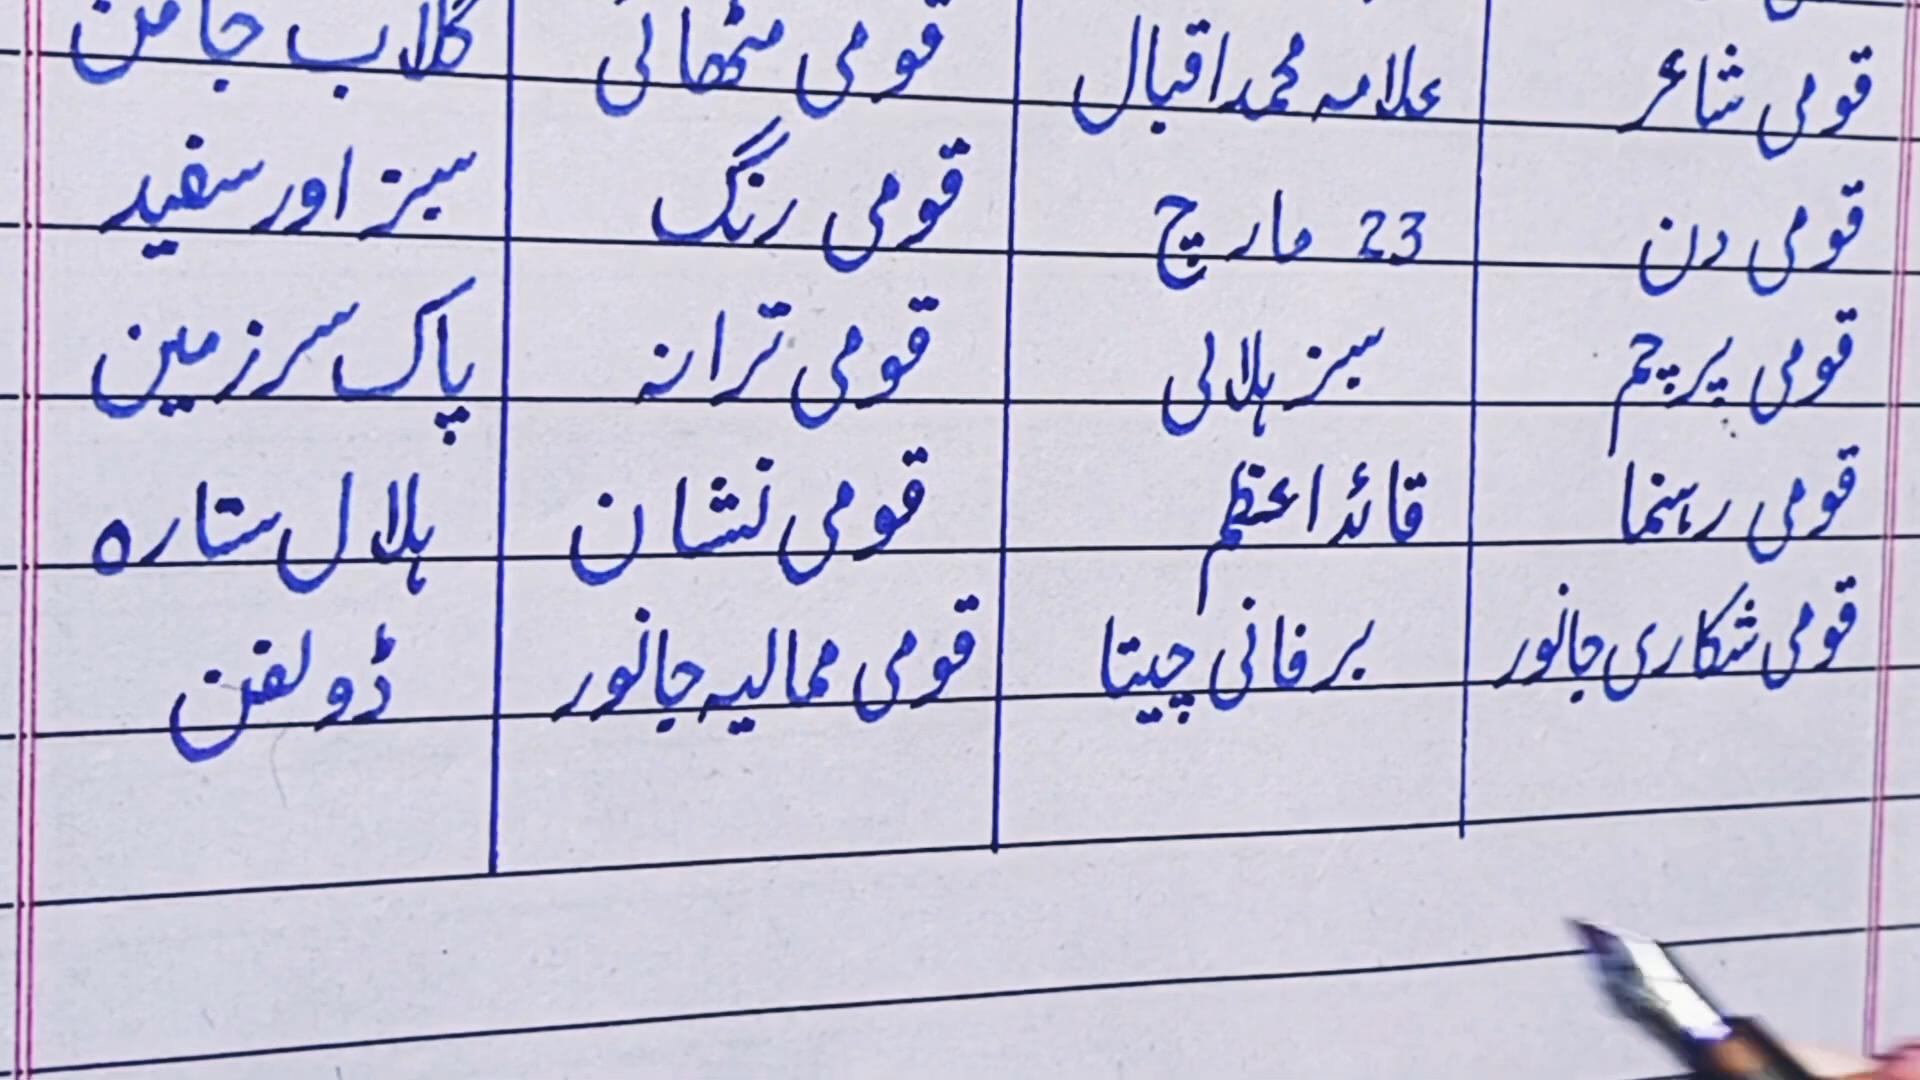 قومی شاعر علامہ محمد اقبال قومی مٹھائی گلاب جامن
قومی دن 23 مارچ قومی رنگ سبز اور سفید
قومی پرچم سبز ہلالی قومی ترانہ پاک سرزمین
قومی رہنما قائد اعظم قومی نشان ہلال ستارہ
قومی شکاری جانور برفانی چیتا قومی ممالیہ جانور ڈولفن